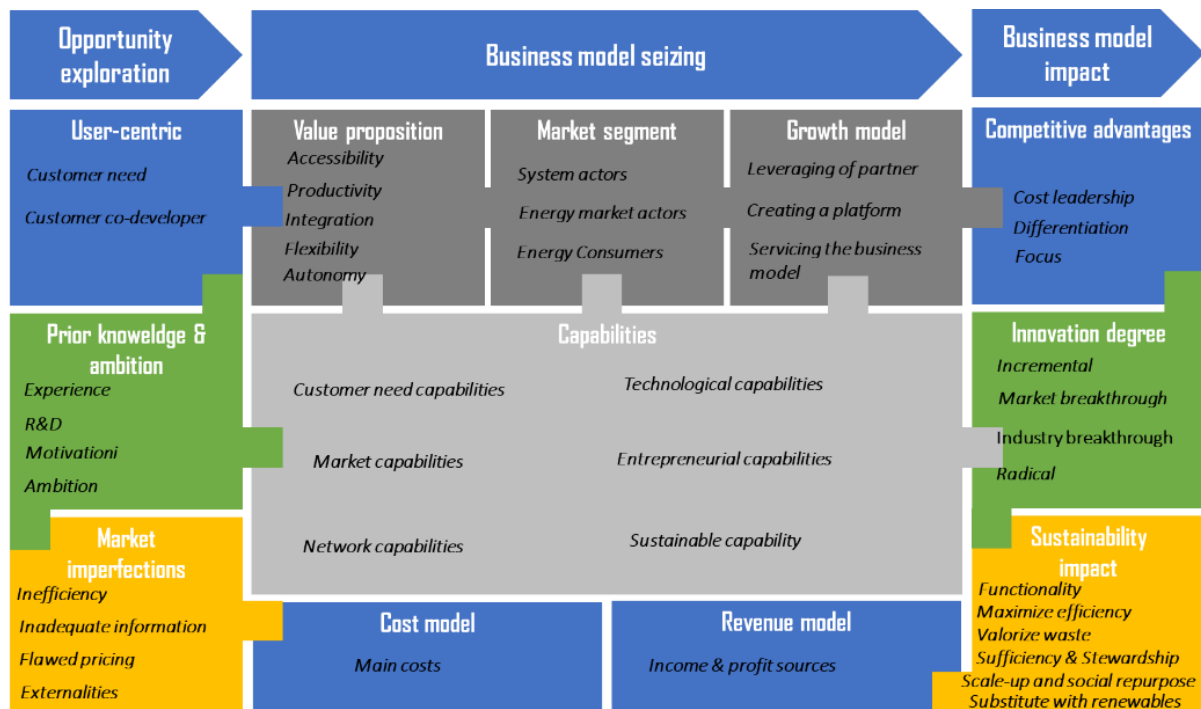 Opportunity
exploration
Business model seizing
Business model
impact
User-centric
Customer need
Customer co-developer
Value proposition
Accessibility
Productivity
Integration
Flexibility
Autonomy
Market segment
System actors
Energy market actors
Energy Consumers
Growth model
Leveraging of partner
Creating a platform
Servicing the business
model
Competitive advantages
Cost leadership
Differentiation
Focus
Prior knoweldge &
ambition
Experience
R&D
Motivationi
Ambition
Capabilities
Customer need capabilities
Technological capabilities
Market capabilities
Entrepreneurial capabilities
Network capabilities
Sustainable capability
Innovation degree
Incremental
Market breakthrough
Industry breakthrough
Radical
Market
imperfections
Inefficiency
Inadequate information
Flawed pricing
Externalities
Cost model
Main costs
Revenue model
Income & profit sources
Sustainability
impact
Functionality
Maximize efficiency
Valorize waste
Sufficiency & Stewardship
Scale-up and social repurpose
Substitute with renewables